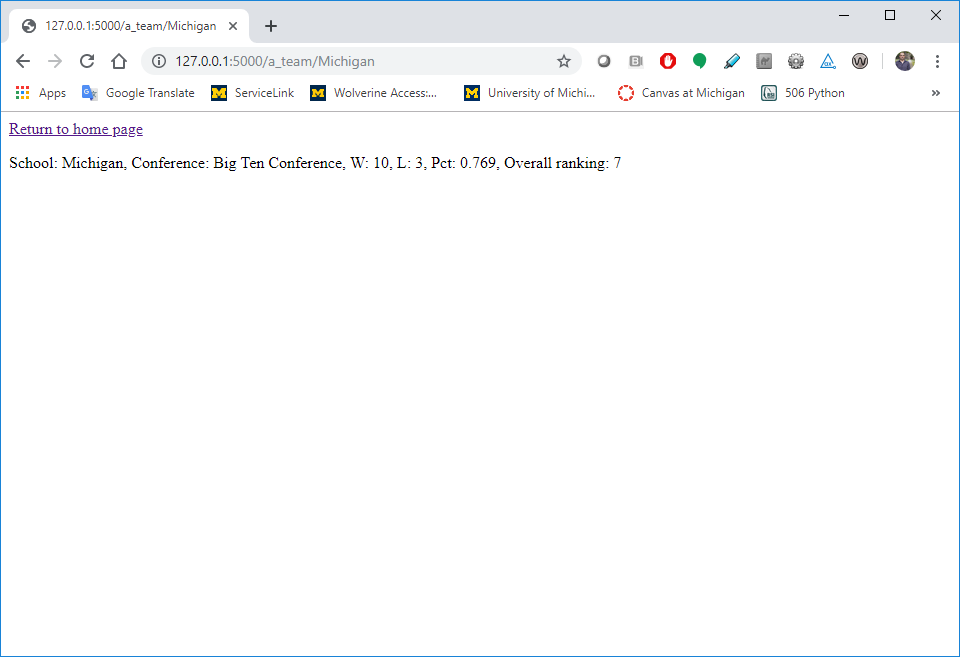 127.0.0.1:5000/a_team/Michigan
127.0.0.1:5000/a_team/Michigan
Apps Google Translate ServiceLink Wolverine Access:... University of Michi... Canvas at Michigan 506 Python »
Return to home page
School: Michigan, Conference: Big Ten Conference, W: 10, L: 3, Pct: 0.769, Overall ranking: 7